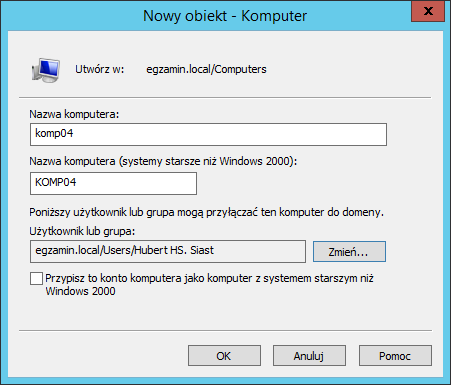 Nowy obiekt - Komputer
x
Utwórz w: egzamin.local/Computers
Nazwa komputera:
komp04
Nazwa komputera (systemy starsze niż Windows 2000):
KOMP04
Poniższy użytkownik lub grupa mogą przyłączać ten komputer do domeny.
Użytkownik lub grupa:
egzamin.local/Users/Hubert HS. Siast
Zmień...
Przypisz to konto komputera jako komputer z systemem starszym niż
Windows 2000
OK Anuluj Pomoc